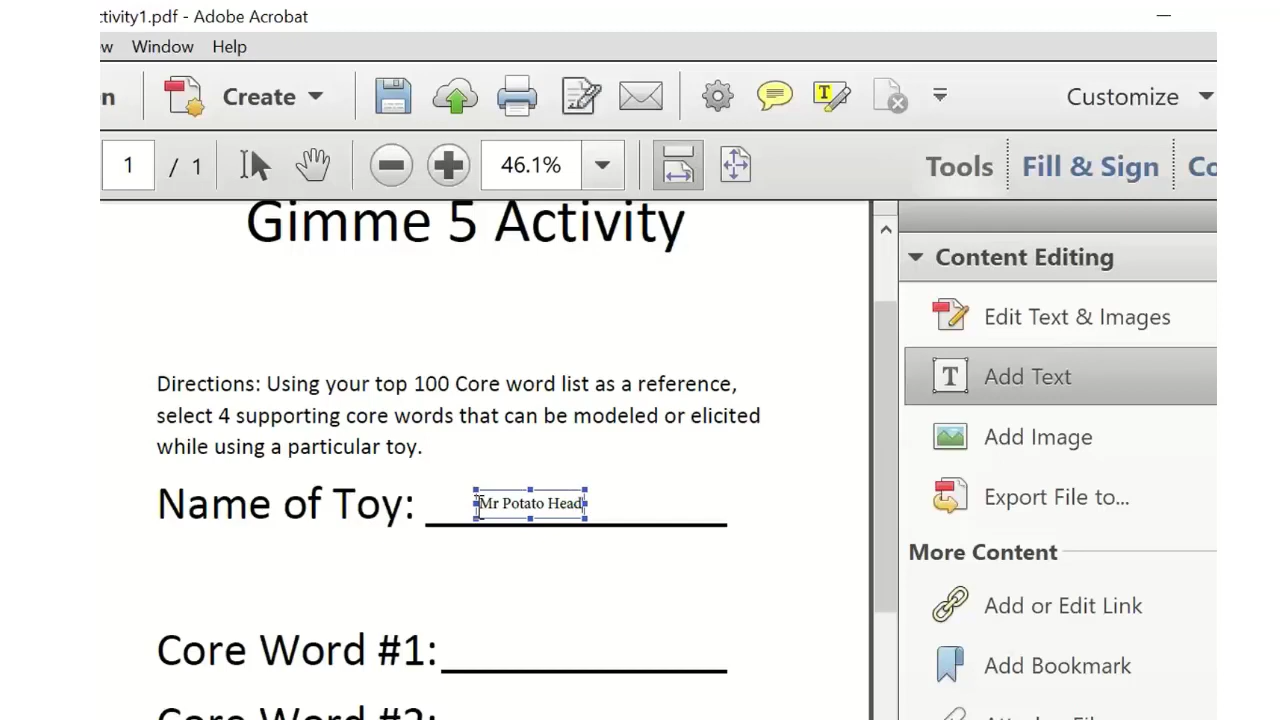 ctivity1.pdf - Adobe Acrobat
w Window Help
n Create Customize
1 / 1 46.1% Tools Fill & Sign Co
Gimme 5 Activity
Content Editing
Edit Text & Images
Add Text
Directions: Using your top 100 Core word list as a reference,
select 4 supporting core words that can be modeled or elicited
while using a particular toy.
Add Image
Name of Toy: Mr Potato Head
Export File to...
More Content
Add or Edit Link
Core Word #1:
Add Bookmark
Core Word #2: